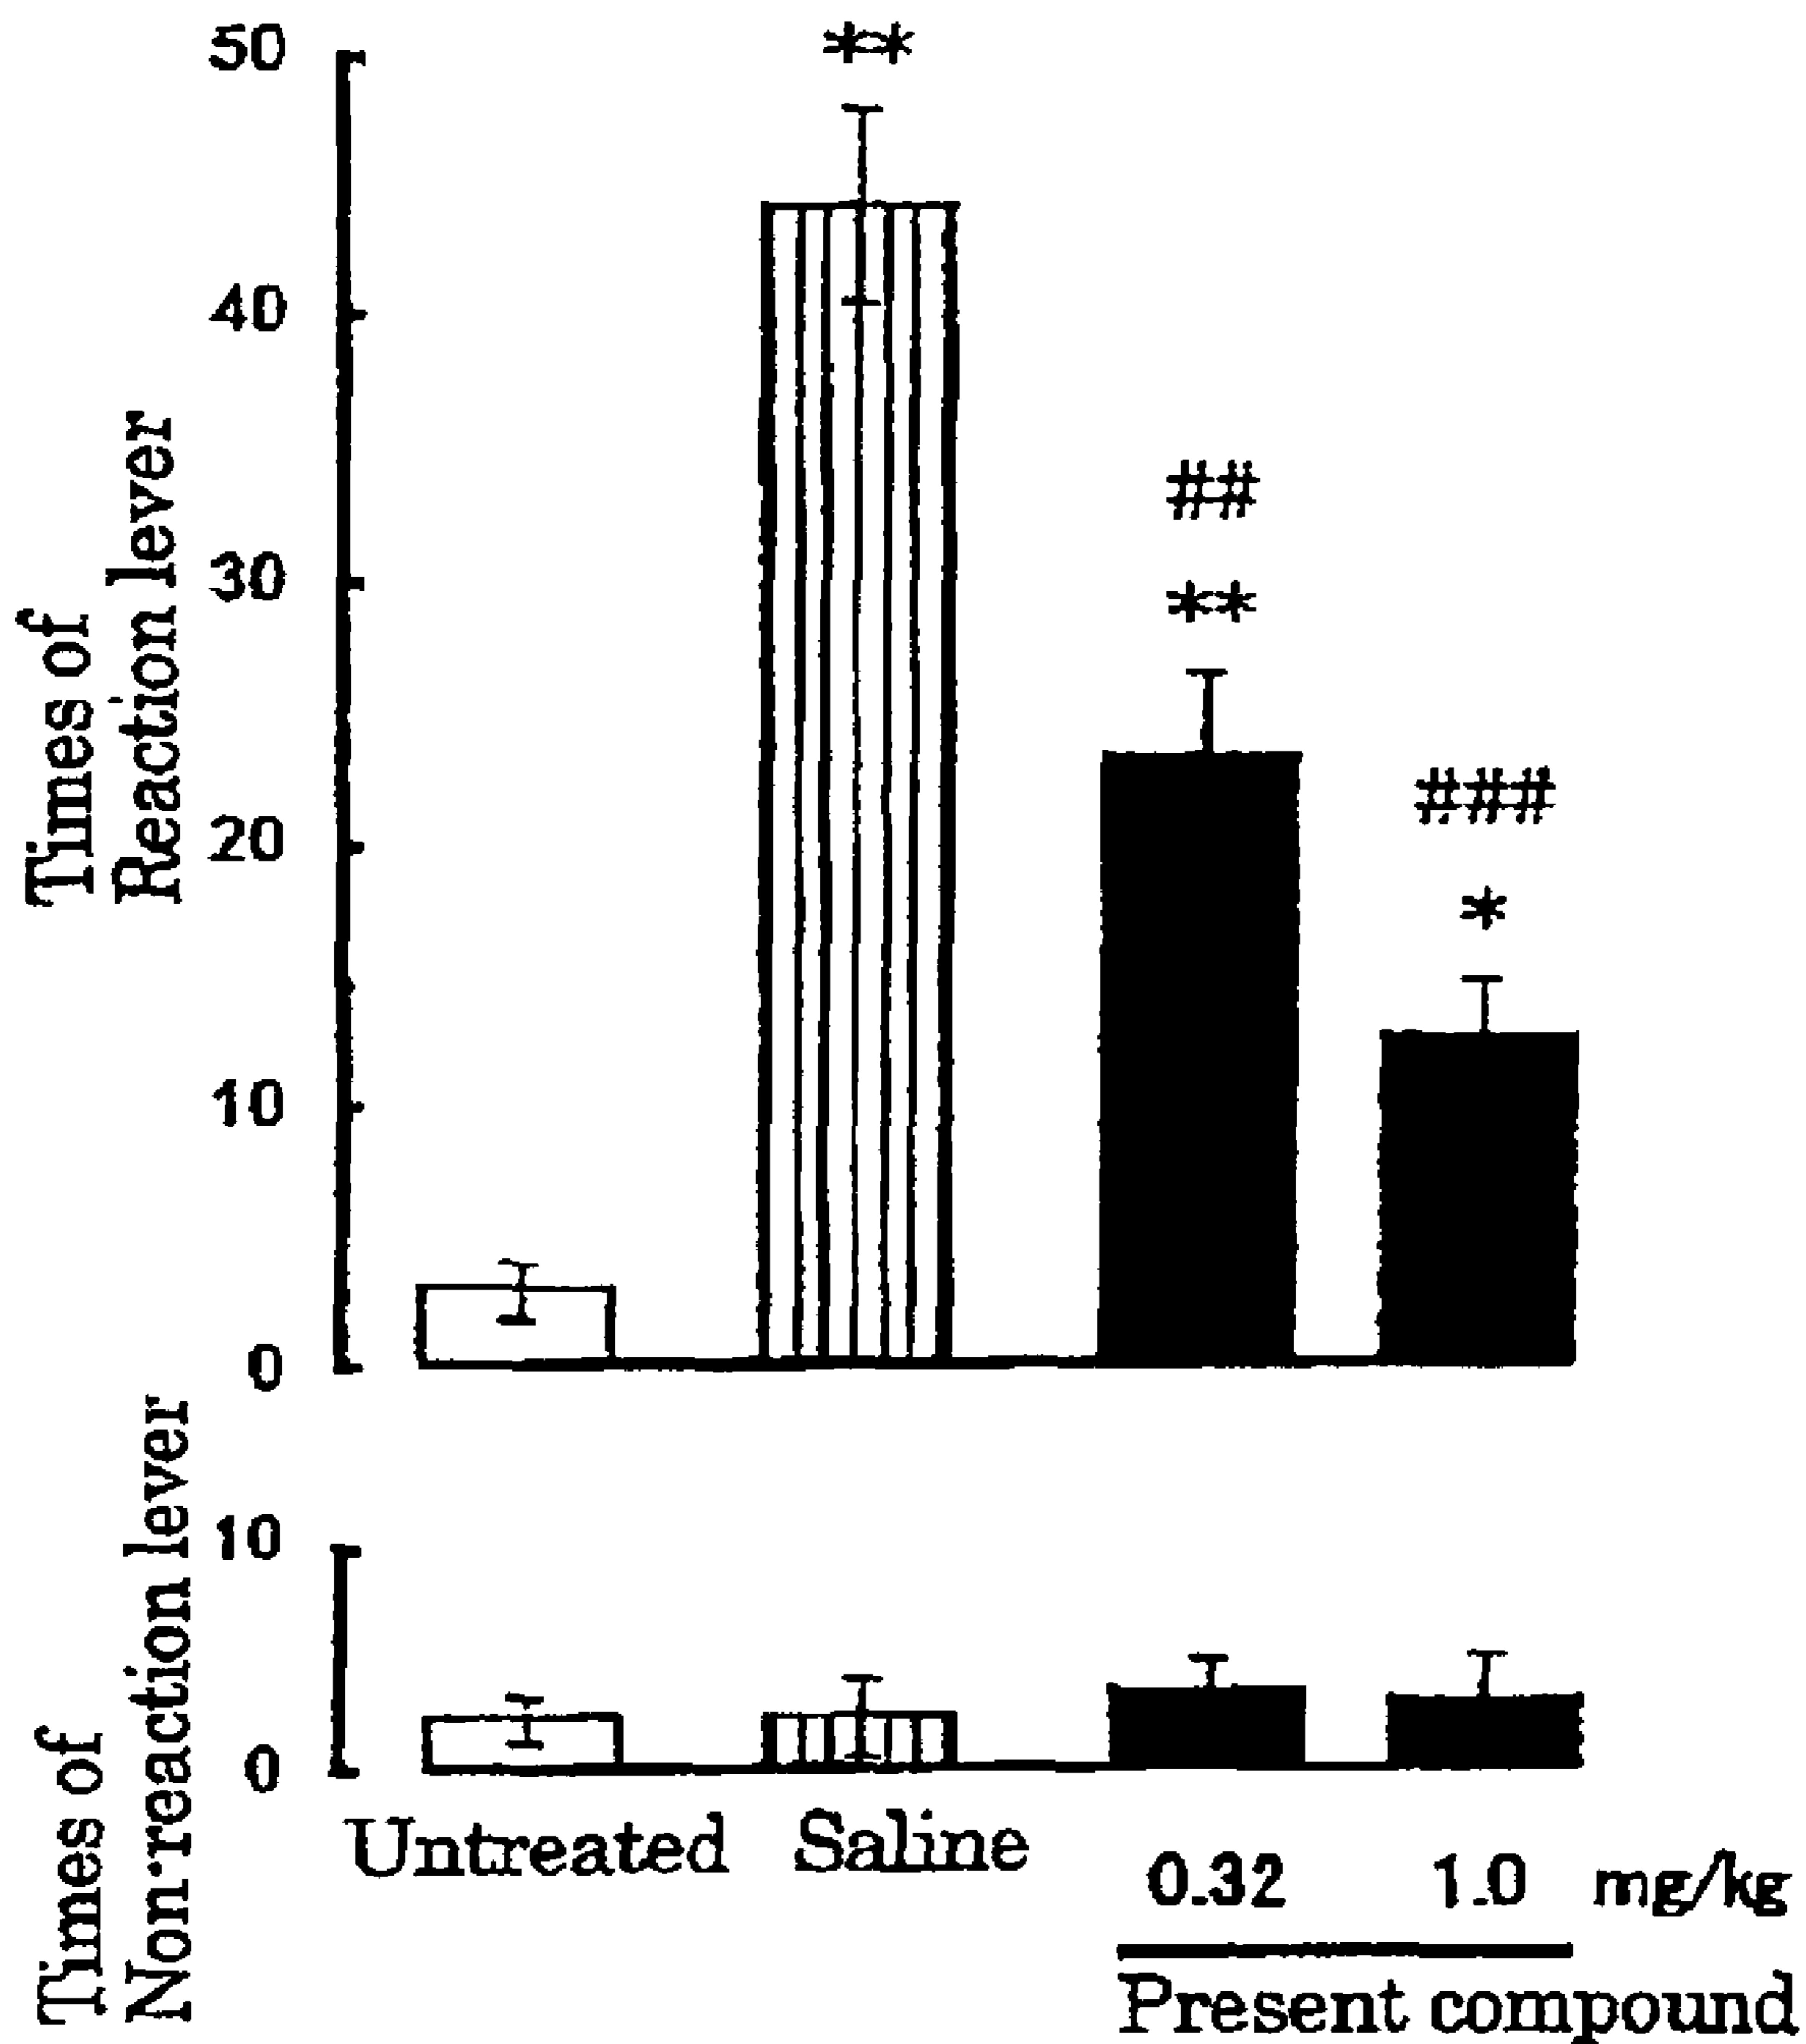 50
**
40
##
30
**
Times of
Reaction lever
###
20
*
10
0
Times of
Non-reaction lever
10
0
Untreated Saline
0.32 1.0 mg/kg
Present compound